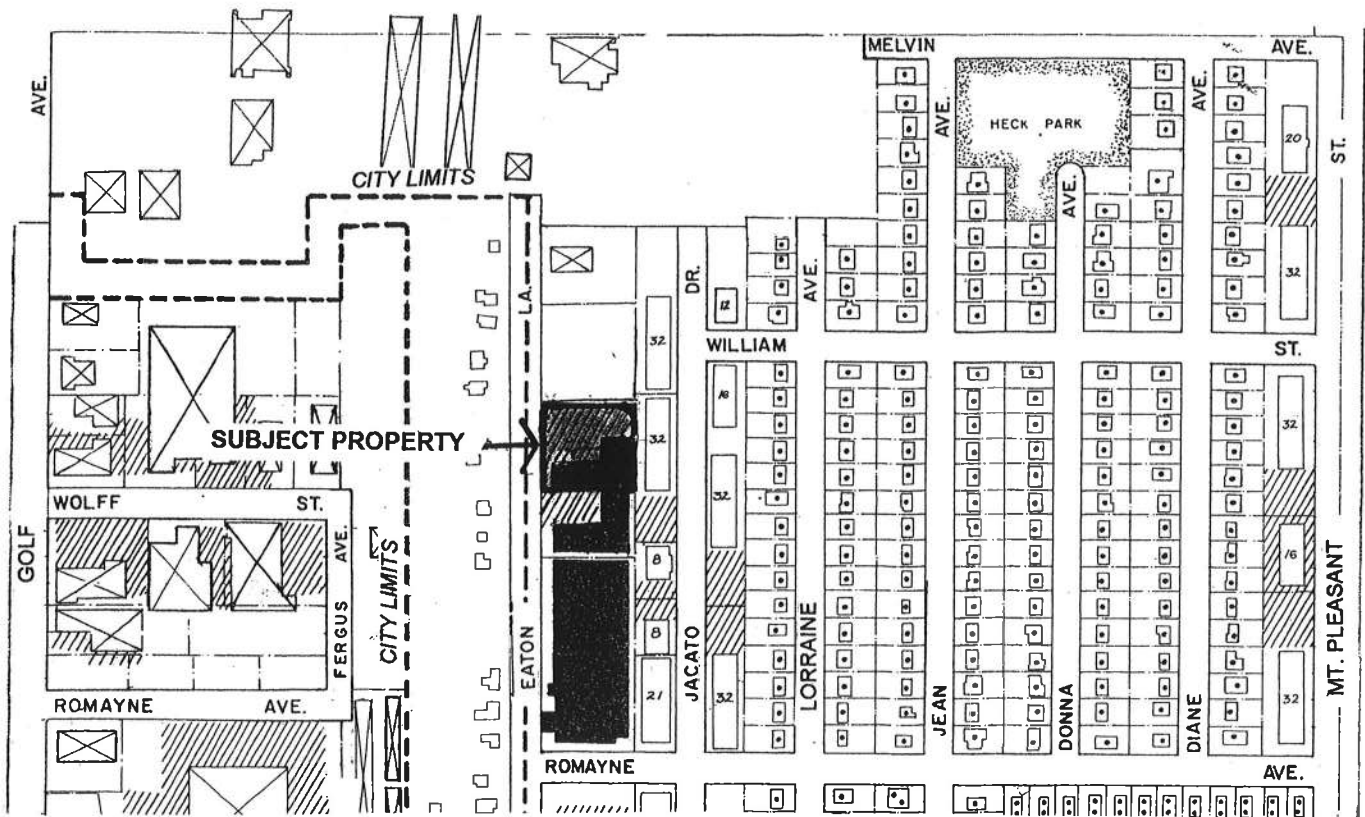 MELVIN AVE.
AVE.
AVE.
AVE.
HECK PARK
20
ST.
CITY LIMITS
AVE.
LA.
DR.
AVE.
12
32
32
WILLIAM ST.
16
32
SUBJECT PROPERTY
32
32
WOLFF ST.
GOLF
AVE.
FERGUS
CITY LIMITS
EATON
8
8
21
JACATO
32
LORRAINE
JEAN
DONNA
DIANE
16
32
MT. PLEASANT
ROMAYNE AVE.
ROMAYNE AVE.